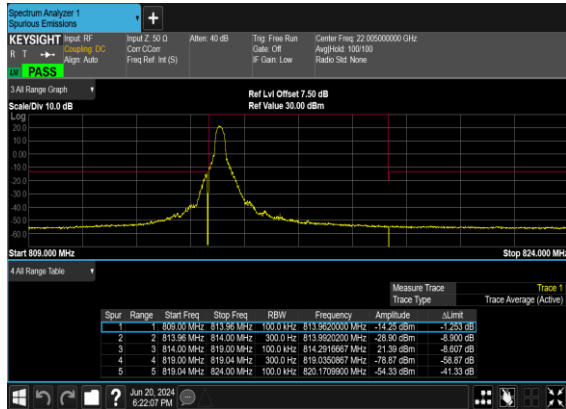 Spectrum Analyzer 1
Spurious Emissions
KEYSIGHT
R T
PASS
Input: RF
Coupling: DC
Align: Auto
Input Z: 50 Ω
Corr CCorr
Freq Ref: Int (S)
Atten: 40 dB
Trig: Free Run
Gate: Off
IF Gain: Low
Center Freq: 22.005000000 GHz
Avg|Hold: 100/100
Radio Std: None
3 All Range Graph
Scale/Div 10.0 dB
Ref Lvl Offset 7.50 dB
Ref Value 30.00 dBm
Log
20.0
10.0
0.00
-10.0
-20.0
-30.0
-40.0
-50.0
-60.0
Start 809.000 MHz
Stop 824.000 MHz
4 All Range Table
Measure Trace Trace 1
Trace Type Trace Average (Active)
Spur Range Start Freq Stop Freq RBW Frequency Amplitude ΔLimit
1 1 809.00 MHz 813.96 MHz 100.0 kHz 813.9620000 MHz -14.25 dBm -1.253 dB
2 2 813.96 MHz 814.00 MHz 300.0 Hz 813.9920200 MHz -28.90 dBm -8.900 dB
3 3 814.00 MHz 819.00 MHz 100.0 kHz 814.2916667 MHz 21.39 dBm -8.607 dB
4 4 819.00 MHz 819.04 MHz 300.0 Hz 819.0350867 MHz -78.87 dBm -58.87 dB
5 5 819.04 MHz 824.00 MHz 100.0 kHz 820.1709900 MHz -54.33 dBm -41.33 dB
Jun 20, 2024
6:22:07 PM